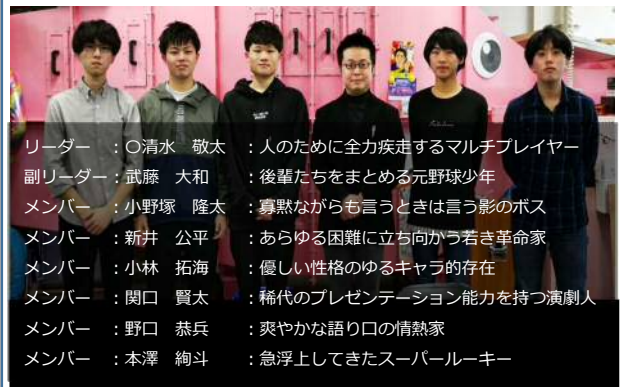 リーダー　：〇清水　敬太　：人のために全力疾走するマルチプレイヤー
副リーダー：武藤　大和　：後輩たちをまとめる元野球少年
メンバー　：小野塚　隆太　：寡黙ながらも言うときは言う影のボス
メンバー　：新井　公平　：あらゆる困難に立ち向かう若き革命家
メンバー　：小林　拓海　：優しい性格のゆるキャラ的存在
メンバー　：関口　賢太　：稀代のプレゼンテーション能力を持つ演劇人
メンバー　：野口　恭兵　：爽やかな語り口の情熱家
メンバー　：本澤　絢斗　：急浮上してきたスーパールーキー